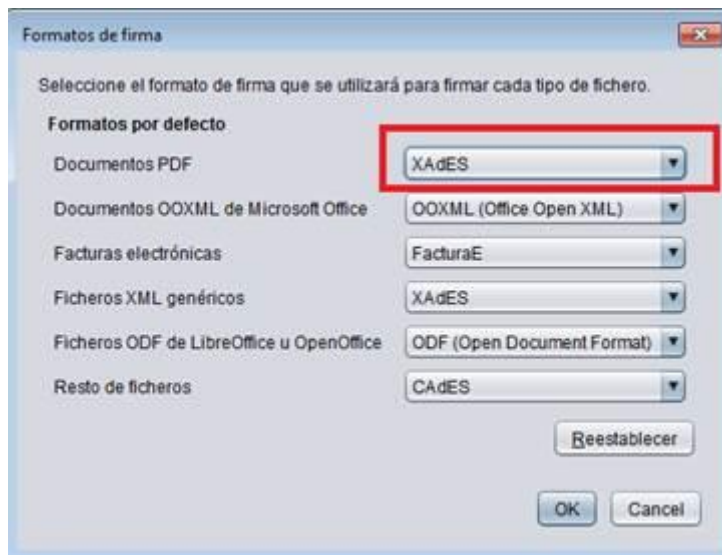 Formatos de firma
Seleccione el formato de firma que se utilizará para firmar cada tipo de fichero.
Formatos por defecto
Documentos PDF XAdES
Documentos OOXML de Microsoft Office OOXML (Office Open XML)
Facturas electrónicas FacturaE
Ficheros XML genéricos XAdES
Ficheros ODF de LibreOffice u OpenOffice ODF (Open Document Format)
Resto de ficheros CAdES
Reestablecer
OK Cancel